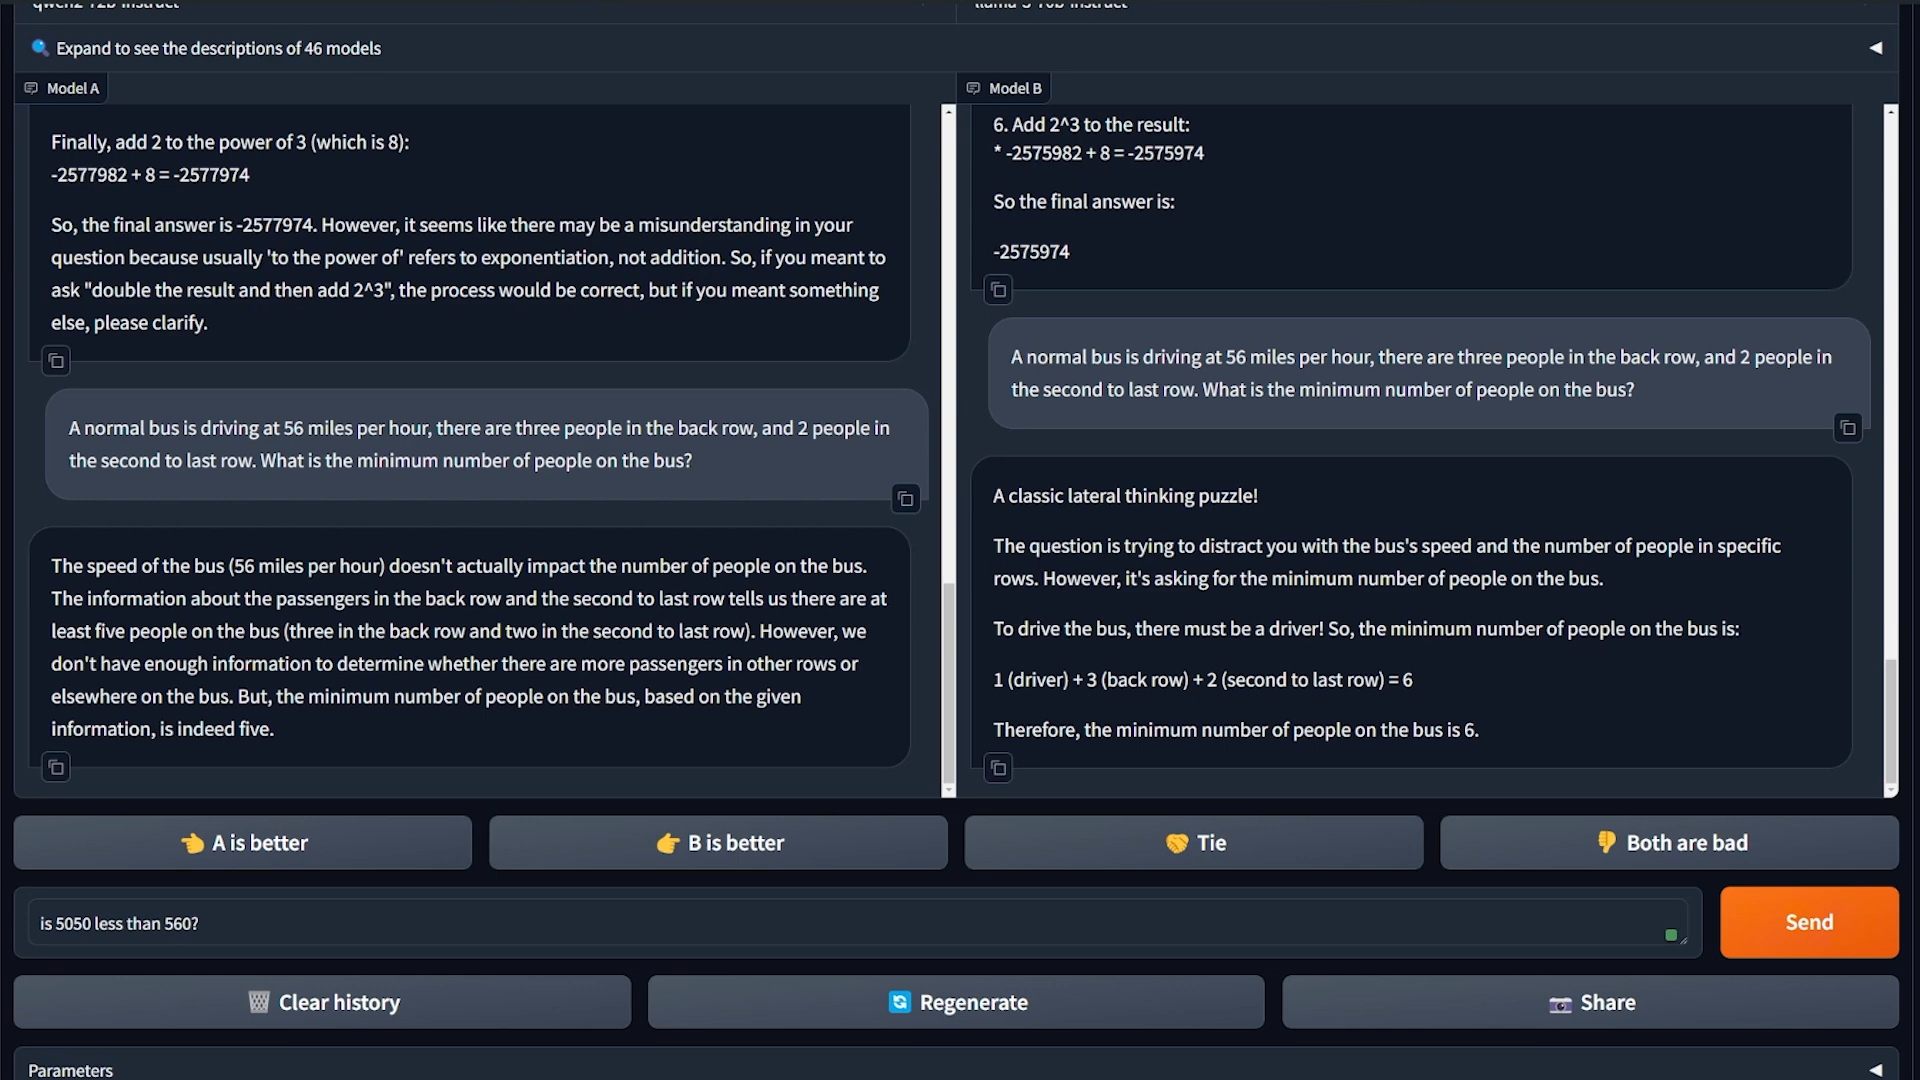 qwen2-72b-instruct
llama-3-70b-instruct
Expand to see the descriptions of 46 models
Model A
Finally, add 2 to the power of 3 (which is 8):
-2577982 + 8 = -2577974
So, the final answer is -2577974. However, it seems like there may be a misunderstanding in your
question because usually 'to the power of' refers to exponentiation, not addition. So, if you meant to
ask "double the result and then add 2^3", the process would be correct, but if you meant something
else, please clarify.
A normal bus is driving at 56 miles per hour, there are three people in the back row, and 2 people in
the second to last row. What is the minimum number of people on the bus?
The speed of the bus (56 miles per hour) doesn't actually impact the number of people on the bus.
The information about the passengers in the back row and the second to last row tells us there are at
least five people on the bus (three in the back row and two in the second to last row). However, we
don't have enough information to determine whether there are more passengers in other rows or
elsewhere on the bus. But, the minimum number of people on the bus, based on the given
information, is indeed five.
Model B
6. Add 2^3 to the result:
* -2575982 + 8 = -2575974
So the final answer is:
-2575974
A normal bus is driving at 56 miles per hour, there are three people in the back row, and 2 people in
the second to last row. What is the minimum number of people on the bus?
A classic lateral thinking puzzle!
The question is trying to distract you with the bus's speed and the number of people in specific
rows. However, it's asking for the minimum number of people on the bus.
To drive the bus, there must be a driver! So, the minimum number of people on the bus is:
1 (driver) + 3 (back row) + 2 (second to last row) = 6
Therefore, the minimum number of people on the bus is 6.
A is better
B is better
Tie
Both are bad
is 5050 less than 560?
Send
Clear history
Regenerate
Share
Parameters